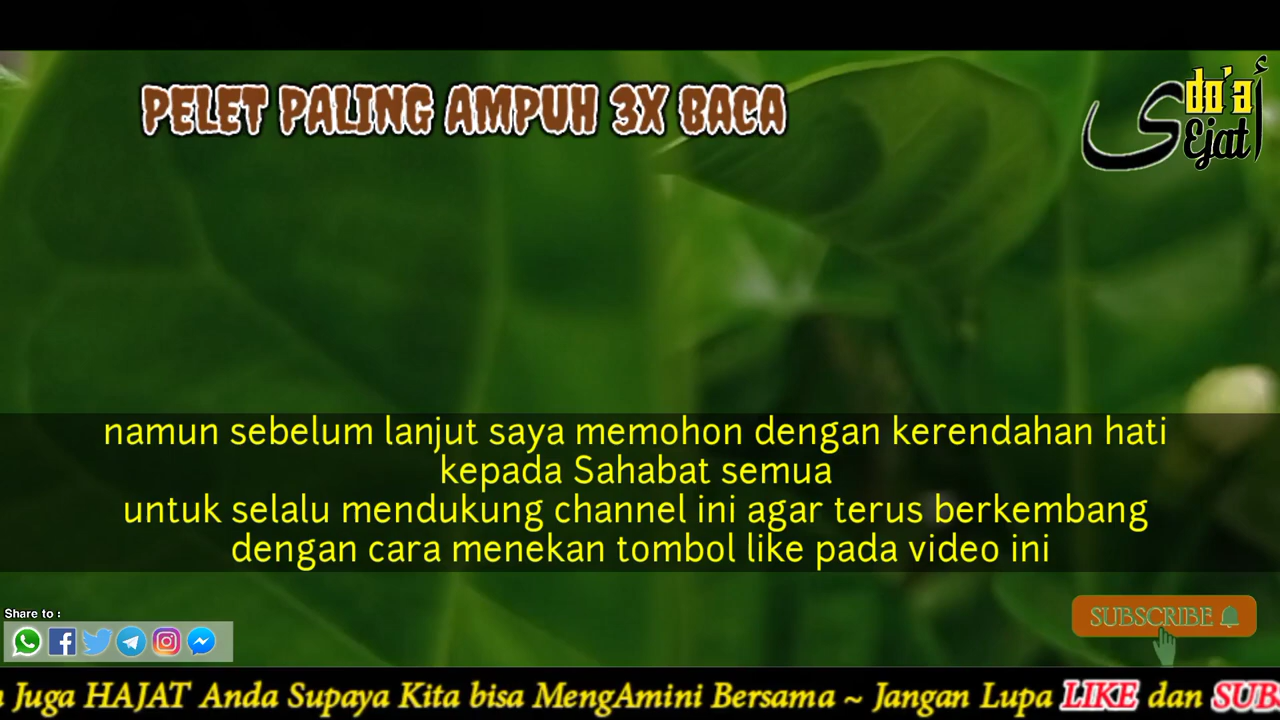 PELET PALING AMPUH 3X BACA
do'a
Ejati
أ
ى
namun sebelum lanjut saya memohon dengan kerendahan hati
kepada Sahabat semua
untuk selalu mendukung channel ini agar terus berkembang
dengan cara menekan tombol like pada video ini
Share to :
SUBSCRIBE
Juga HAJAT Anda Supaya Kita bisa MengAmini Bersama ~ Jangan Lupa LIKE dan SUB